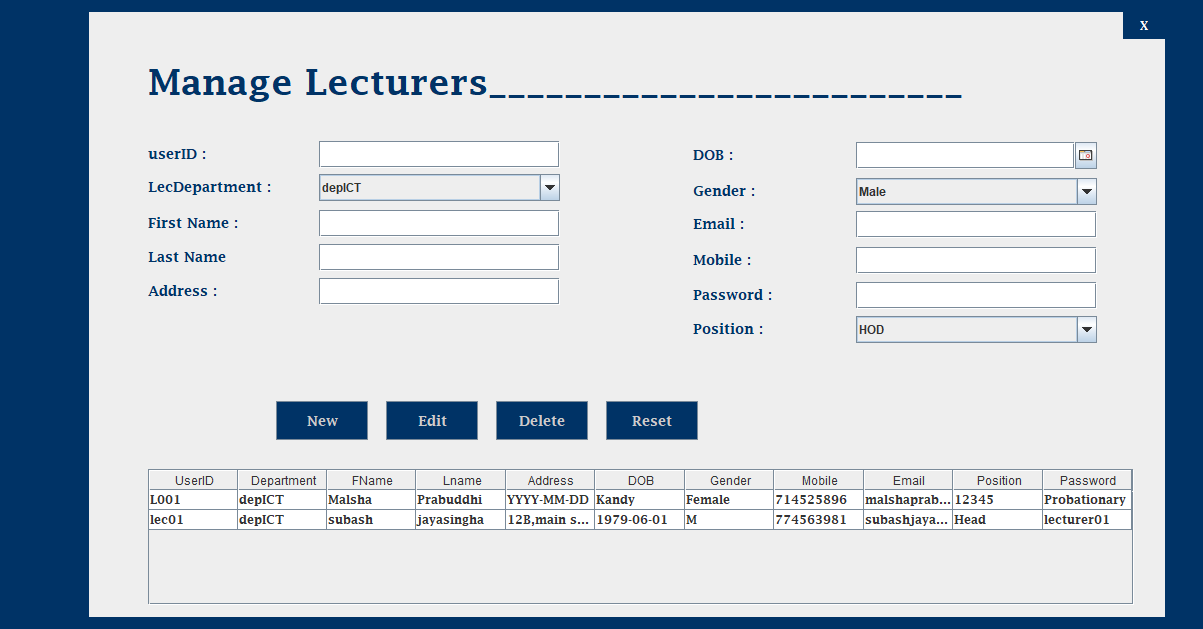 x
Manage Lecturers_________________________
userID :
LecDepartment : depICT
First Name :
Last Name
Address :
DOB :
Gender : Male
Email :
Mobile :
Password :
Position : HOD
New Edit Delete Reset
UserID Department FName Lname Address DOB Gender Mobile Email Position Password
L001 depICT Malsha Prabuddhi YYYY-MM-DD Kandy Female 714525896 malshaprab... 12345 Probationary
lec01 depICT subash jayasingha 12B,main s... 1979-06-01 M 774563981 subashjaya... Head lecturer01